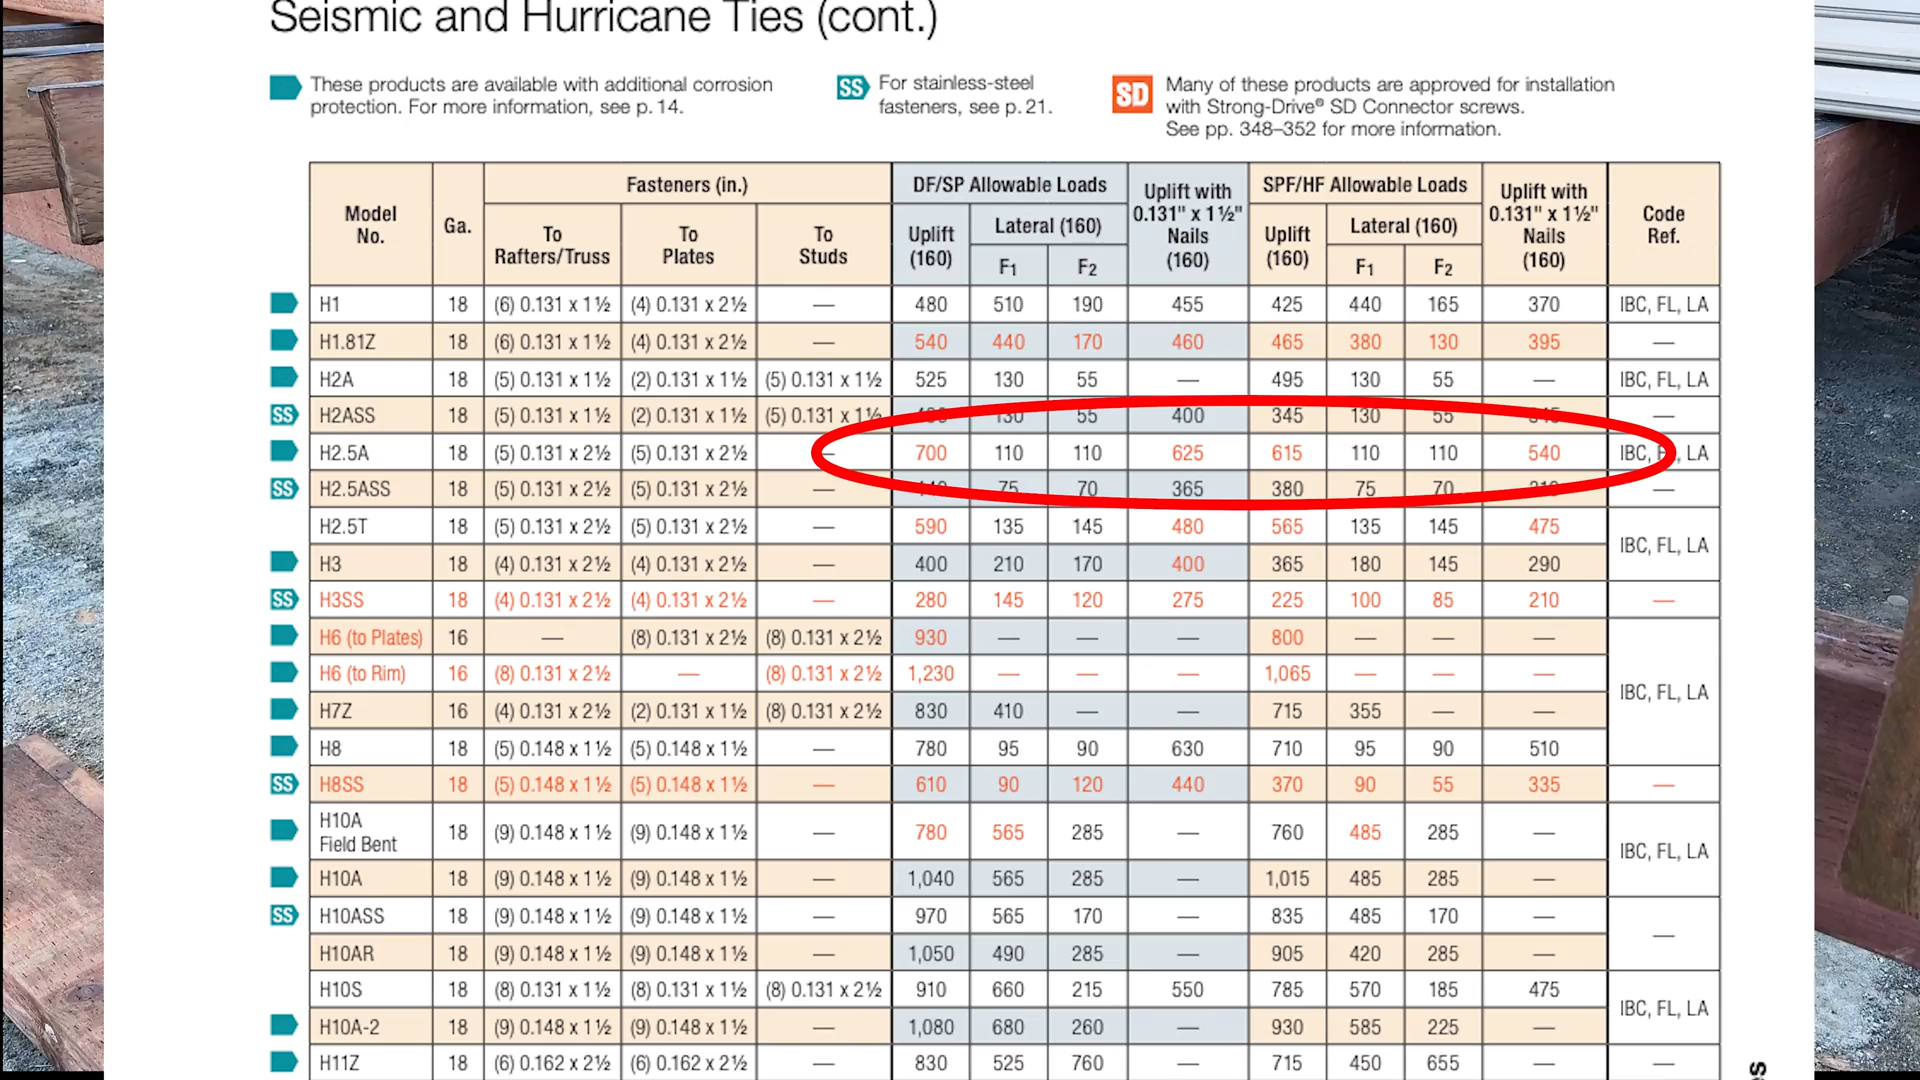 Seismic and Hurricane Ties (cont.)
These products are available with additional corrosion
protection. For more information, see p. 14.
SS
For stainless-steel
fasteners, see p. 21.
SD
Many of these products are approved for installation
with Strong-Drive® SD Connector screws.
See pp. 348–352 for more information.
Model No. Ga. Fasteners (in.) DF/SP Allowable Loads Uplift with 0.131" x 1½" Nails (160) SPF/HF Allowable Loads Uplift with 0.131" x 1½" Nails (160) Code Ref.
To Rafters/Truss To Plates To Studs Uplift (160) Lateral (160) Uplift (160) Lateral (160)
F1 F2 F1 F2
H1 18 (6) 0.131 x 1½ (4) 0.131 x 2½ — 480 510 190 455 425 440 165 370 IBC, FL, LA
H1.81Z 18 (6) 0.131 x 1½ (4) 0.131 x 2½ — 540 440 170 460 465 380 130 395 —
H2A 18 (5) 0.131 x 1½ (2) 0.131 x 1½ (5) 0.131 x 1½ 525 130 55 — 495 130 55 — IBC, FL, LA
SS H2ASS 18 (5) 0.131 x 1½ (2) 0.131 x 1½ (5) 0.131 x 1½ 130 55 400 345 130 55 —
H2.5A 18 (5) 0.131 x 2½ (5) 0.131 x 2½ — 700 110 110 625 615 110 110 540 IBC, FL, LA
SS H2.5ASS 18 (5) 0.131 x 2½ (5) 0.131 x 2½ — 75 70 365 380 75 70 —
H2.5T 18 (5) 0.131 x 2½ (5) 0.131 x 2½ — 590 135 145 480 565 135 145 475 IBC, FL, LA
H3 18 (4) 0.131 x 2½ (4) 0.131 x 2½ — 400 210 170 400 365 180 145 290
SS H3SS 18 (4) 0.131 x 2½ (4) 0.131 x 2½ — 280 145 120 275 225 100 85 210 —
H6 (to Plates) 16 — (8) 0.131 x 2½ (8) 0.131 x 2½ 930 — — — 800 — — — IBC, FL, LA
H6 (to Rim) 16 (8) 0.131 x 2½ — (8) 0.131 x 2½ 1,230 — — — 1,065 — — —
H7Z 16 (4) 0.131 x 2½ (2) 0.131 x 1½ (8) 0.131 x 2½ 830 410 — — 715 355 — —
H8 18 (5) 0.148 x 1½ (5) 0.148 x 1½ — 780 95 90 630 710 95 90 510
SS H8SS 18 (5) 0.148 x 1½ (5) 0.148 x 1½ — 610 90 120 440 370 90 55 335 —
H10A Field Bent 18 (9) 0.148 x 1½ (9) 0.148 x 1½ — 780 565 285 — 760 485 285 — IBC, FL, LA
H10A 18 (9) 0.148 x 1½ (9) 0.148 x 1½ — 1,040 565 285 — 1,015 485 285 —
SS H10ASS 18 (9) 0.148 x 1½ (9) 0.148 x 1½ — 970 565 170 — 835 485 170 — —
H10AR 18 (9) 0.148 x 1½ (9) 0.148 x 1½ — 1,050 490 285 — 905 420 285 —
H10S 18 (8) 0.131 x 1½ (8) 0.131 x 1½ (8) 0.131 x 2½ 910 660 215 550 785 570 185 475 IBC, FL, LA
H10A-2 18 (9) 0.148 x 1½ (9) 0.148 x 1½ — 1,080 680 260 — 930 585 225 —
H11Z 18 (6) 0.162 x 2½ (6) 0.162 x 2½ — 830 525 760 — 715 450 655 — —